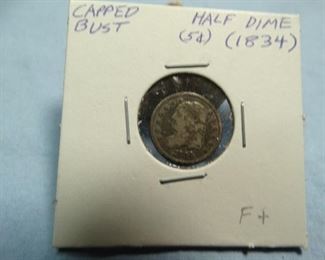 CAPPED HALF DIME
BUST (5¢) (1834)
F+